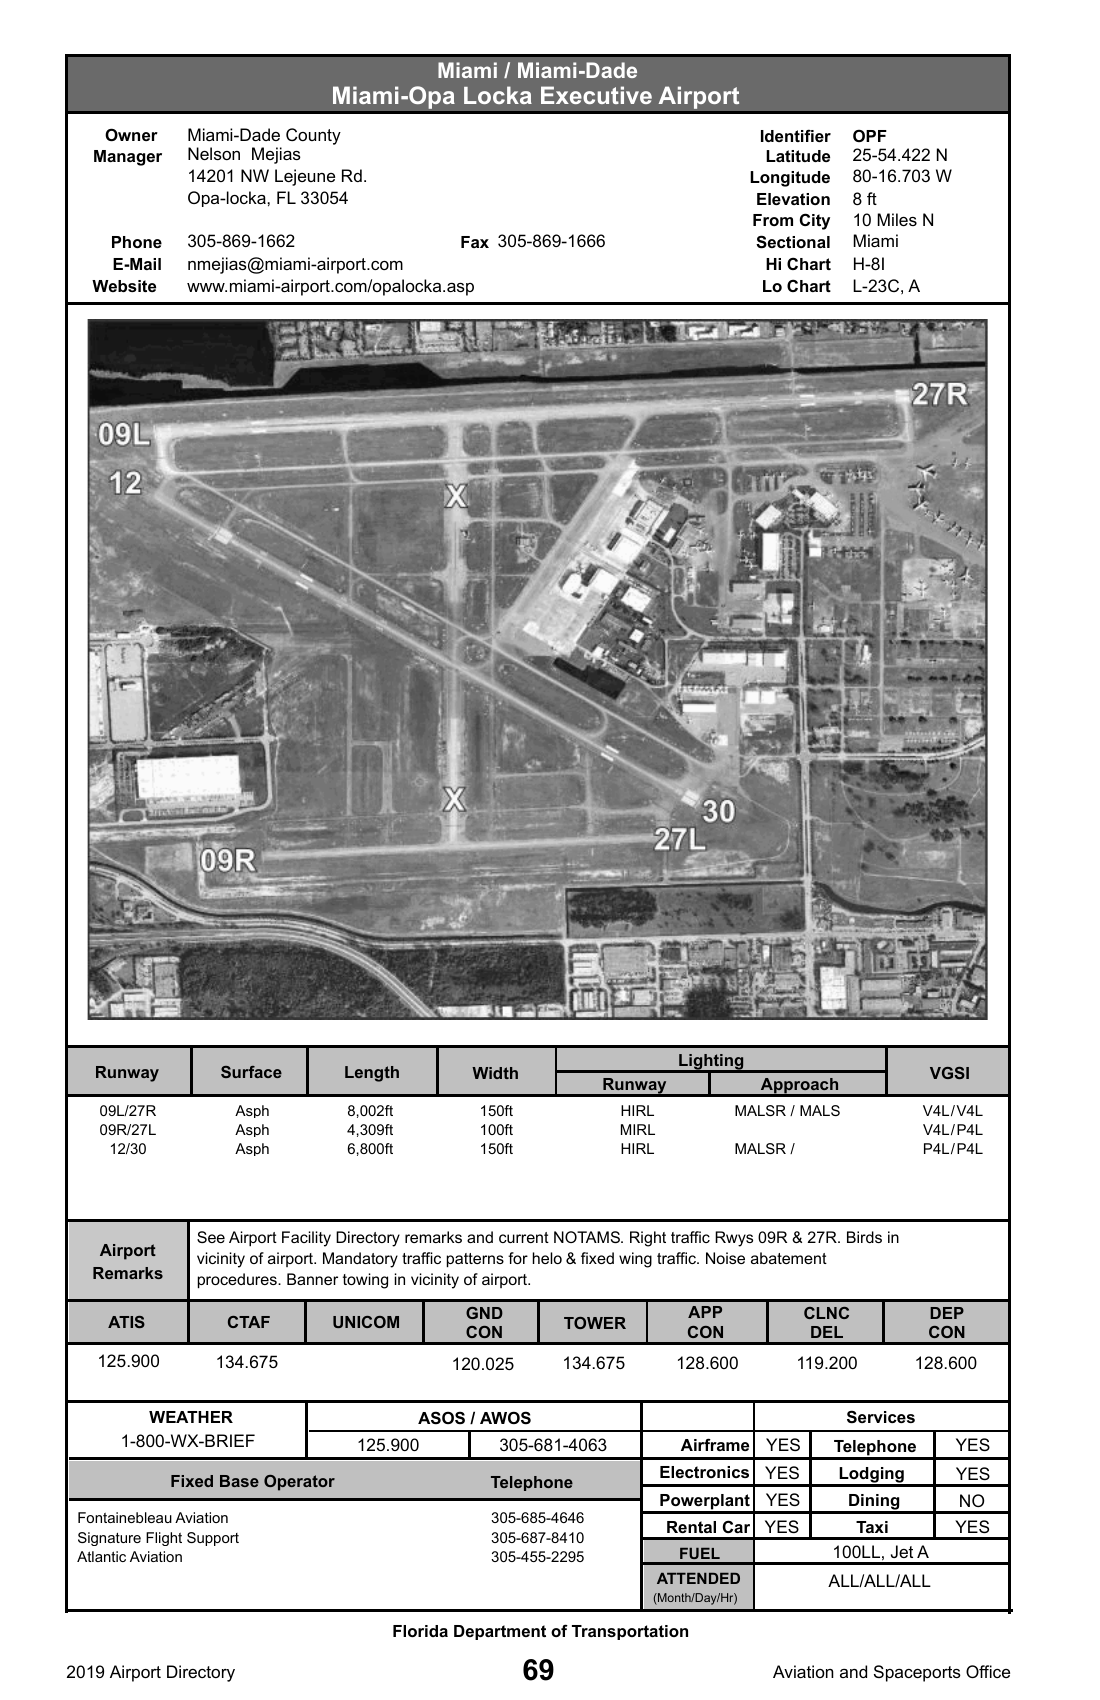 Miami / Miami-Dade
Miami-Opa Locka Executive Airport
Owner Miami-Dade County
Manager Nelson Mejias
14201 NW Lejeune Rd.
Opa-locka, FL 33054
Phone 305-869-1662 Fax 305-869-1666
E-Mail nmejias@miami-airport.com
Website www.miami-airport.com/opalocka.asp
Identifier OPF
Latitude 25-54.422 N
Longitude 80-16.703 W
Elevation 8 ft
From City 10 Miles N
Sectional Miami
Hi Chart H-8I
Lo Chart L-23C, A
27R
09L
12
X
X
30
27L
09R
Runway Surface Length Width Lighting VGSI
Runway Approach
09L/27R Asph 8,002ft 150ft HIRL MALSR / MALS V4L/V4L
09R/27L Asph 4,309ft 100ft MIRL V4L/P4L
12/30 Asph 6,800ft 150ft HIRL MALSR / P4L/P4L
Airport Remarks
See Airport Facility Directory remarks and current NOTAMS. Right traffic Rwys 09R & 27R. Birds in
vicinity of airport. Mandatory traffic patterns for helo & fixed wing traffic. Noise abatement
procedures. Banner towing in vicinity of airport.
ATIS CTAF UNICOM GND CON TOWER APP CON CLNC DEL DEP CON
125.900 134.675 120.025 134.675 128.600 119.200 128.600
WEATHER
1-800-WX-BRIEF
ASOS / AWOS
125.900 305-681-4063
Fixed Base Operator Telephone
Fontainebleau Aviation 305-685-4646
Signature Flight Support 305-687-8410
Atlantic Aviation 305-455-2295
Services
Airframe YES Telephone YES
Electronics YES Lodging YES
Powerplant YES Dining NO
Rental Car YES Taxi YES
FUEL 100LL, Jet A
ATTENDED ALL/ALL/ALL
(Month/Day/Hr)
Florida Department of Transportation
2019 Airport Directory 69 Aviation and Spaceports Office